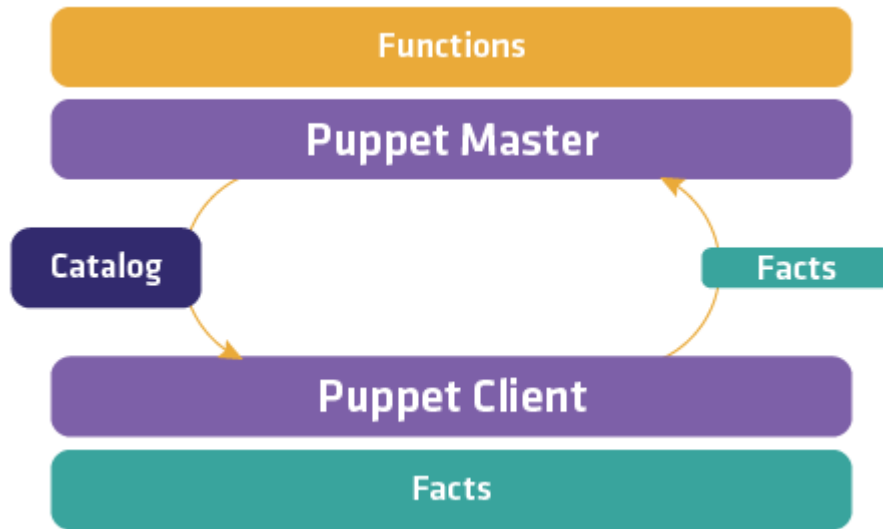 Functions
Puppet Master
Catalog
Facts
Puppet Client
Facts